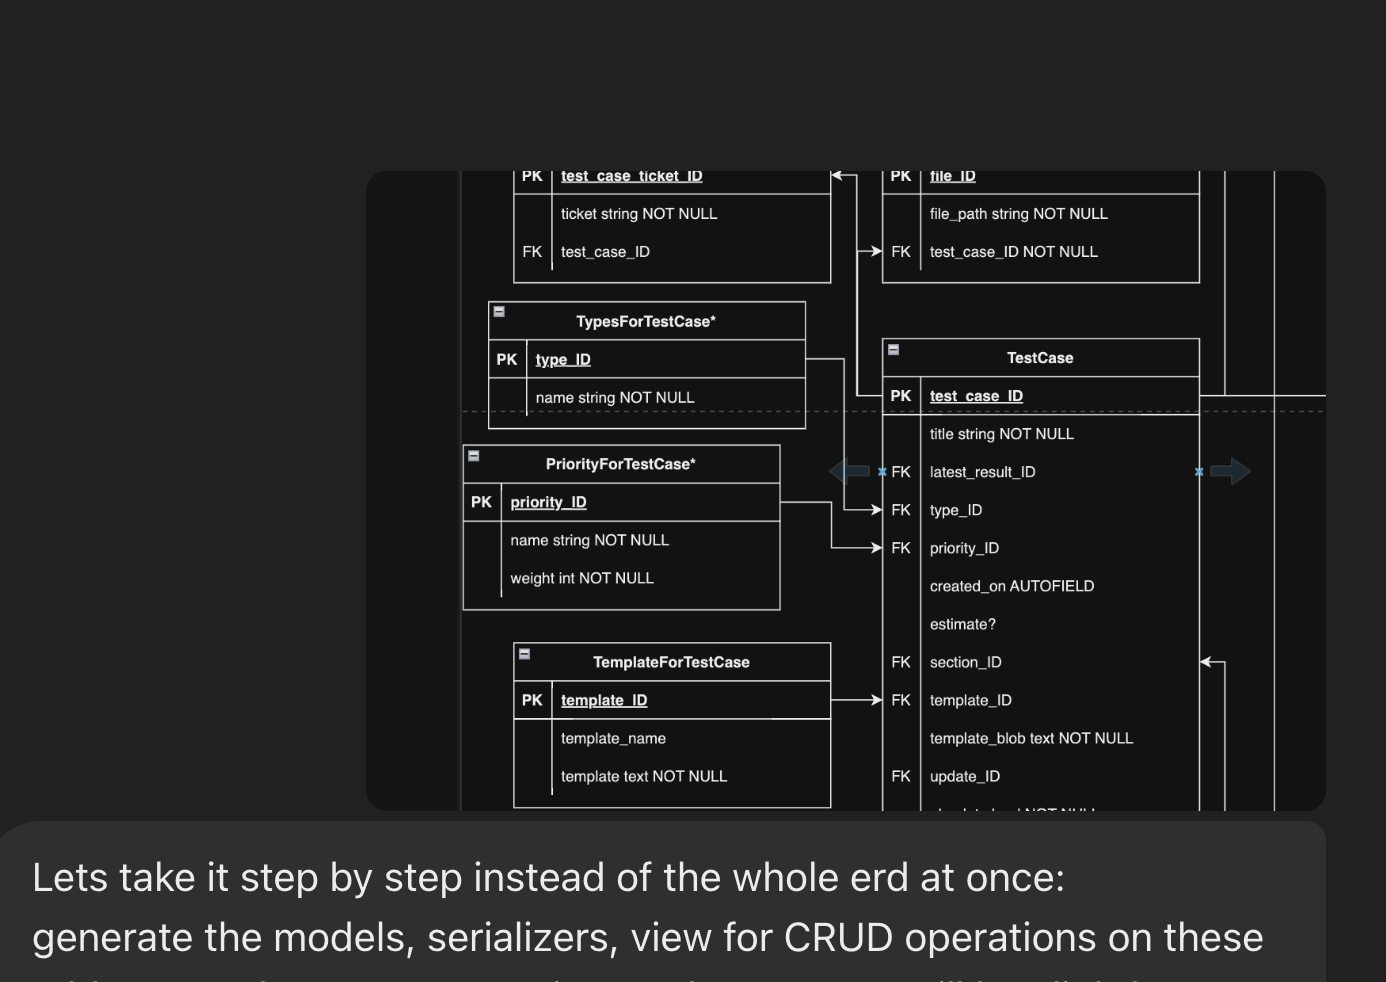 PK test_case_ticket_ID
ticket string NOT NULL
FK test_case_ID
PK file_ID
file_path string NOT NULL
FK test_case_ID NOT NULL
TypesForTestCase*
PK type_ID
name string NOT NULL
PriorityForTestCase*
PK priority_ID
name string NOT NULL
weight int NOT NULL
TemplateForTestCase
PK template_ID
template_name
template text NOT NULL
TestCase
PK test_case_ID
title string NOT NULL
FK latest_result_ID
FK type_ID
FK priority_ID
created_on AUTOFIELD
estimate?
FK section_ID
FK template_ID
template_blob text NOT NULL
FK update_ID
Lets take it step by step instead of the whole erd at once:
generate the models, serializers, view for CRUD operations on these